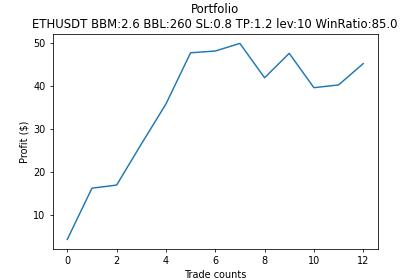 Portfolio
ETHUSDT BBM:2.6 BBL:260 SL:0.8 TP:1.2 lev:10 WinRatio:85.0
50
40
30
20
10
Profit ($)
0 2 4 6 8 10 12
Trade counts